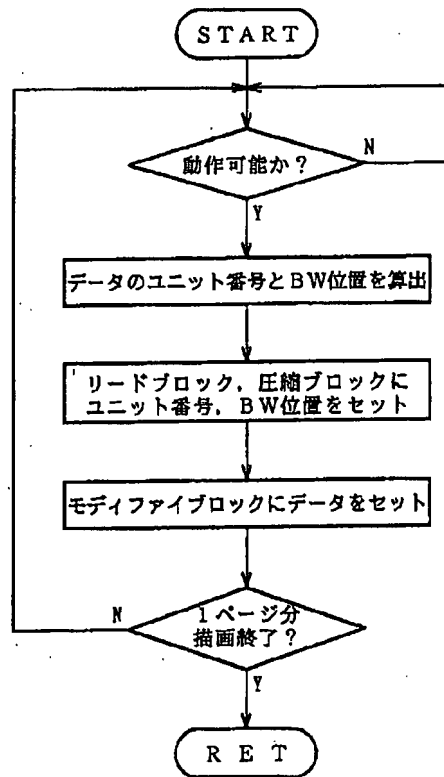 START
動作可能か？
N
Y
データのユニット番号とBW位置を算出
リードブロック，圧縮ブロックに
ユニット番号，BW位置をセット
モディファイブロックにデータをセット
N
1ページ分
描画終了？
Y
RET